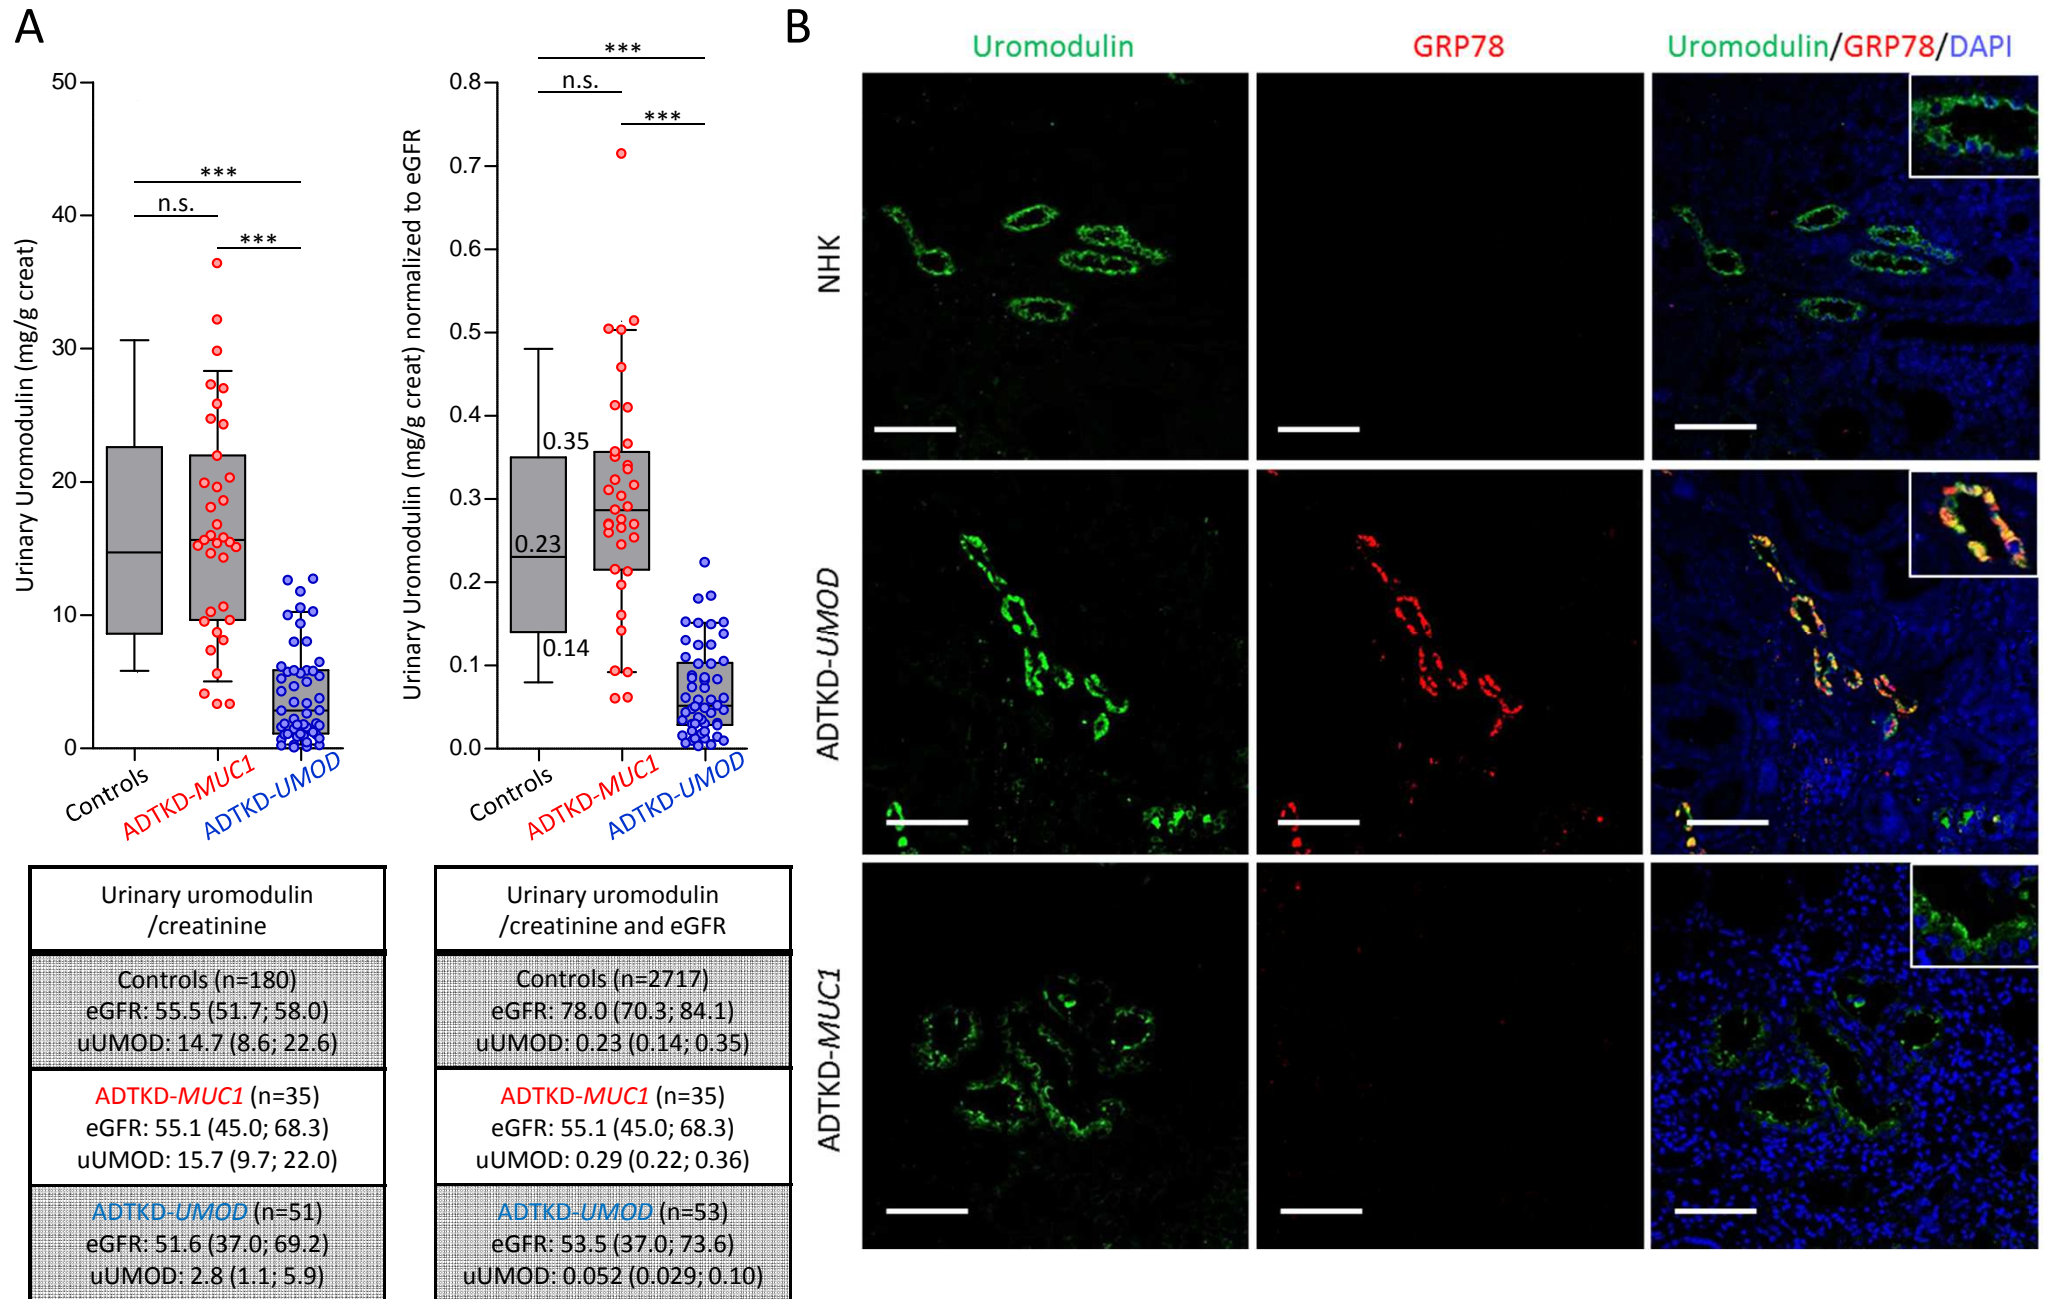 A
***
n.s.
***
50
40
30
20
10
0
Urinary Uromodulin (mg/g creat)
Controls
ADTKD-MUC1
ADTKD-UMOD
***
n.s.
***
0.8
0.7
0.6
0.5
0.4
0.3
0.2
0.1
0.0
0.35
0.23
0.14
Urinary Uromodulin (mg/g creat) normalized to eGFR
Controls
ADTKD-MUC1
ADTKD-UMOD
Urinary uromodulin
/creatinine
Controls (n=180)
eGFR: 55.5 (51.7; 58.0)
uUMOD: 14.7 (8.6; 22.6)
ADTKD-MUC1 (n=35)
eGFR: 55.1 (45.0; 68.3)
uUMOD: 15.7 (9.7; 22.0)
ADTKD-UMOD (n=51)
eGFR: 51.6 (37.0; 69.2)
uUMOD: 2.8 (1.1; 5.9)
Urinary uromodulin
/creatinine and eGFR
Controls (n=2717)
eGFR: 78.0 (70.3; 84.1)
uUMOD: 0.23 (0.14; 0.35)
ADTKD-MUC1 (n=35)
eGFR: 55.1 (45.0; 68.3)
uUMOD: 0.29 (0.22; 0.36)
ADTKD-UMOD (n=53)
eGFR: 53.5 (37.0; 73.6)
uUMOD: 0.052 (0.029; 0.10)
B
Uromodulin
GRP78
Uromodulin/GRP78/DAPI
NHK
ADTKD-UMOD
ADTKD-MUC1